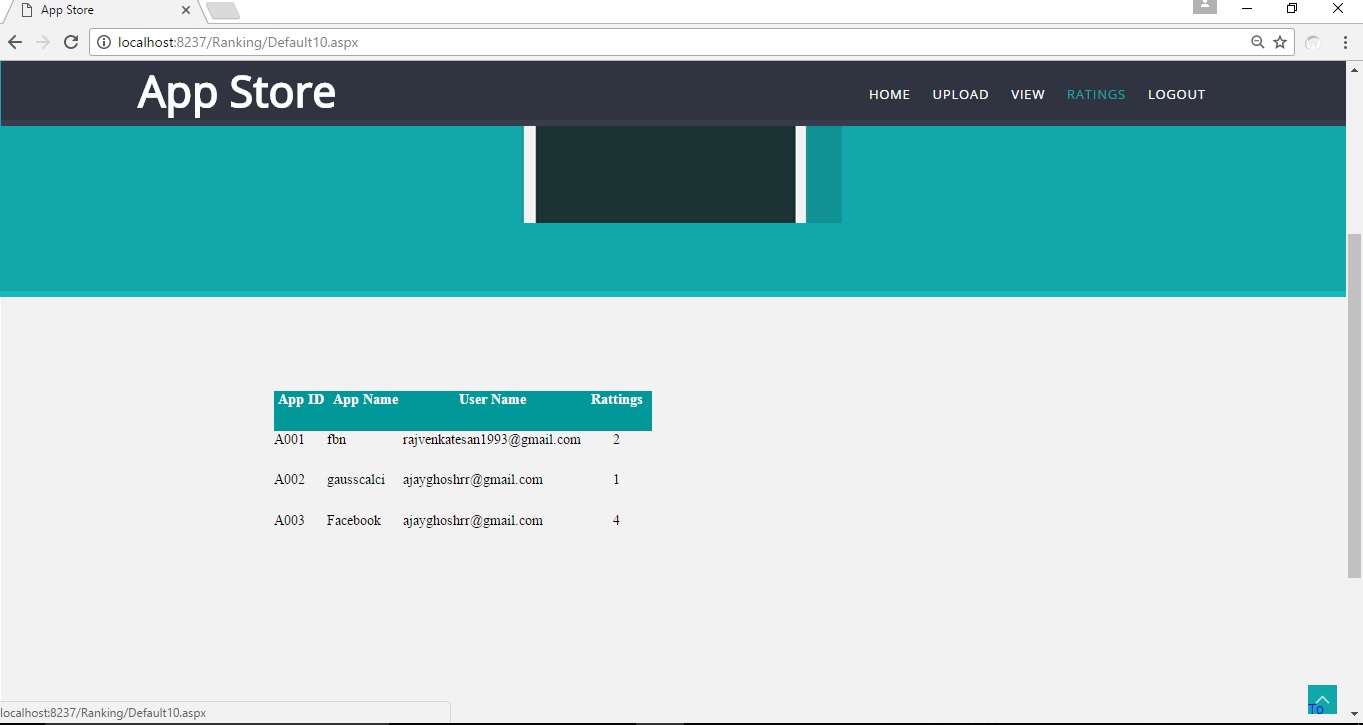 App Store
localhost:8237/Ranking/Default10.aspx
App Store
HOME UPLOAD VIEW RATINGS LOGOUT
App ID App Name User Name Rattings
A001 fbn rajvenkatesan1993@gmail.com 2
A002 gausscalci ajayghoshrr@gmail.com 1
A003 Facebook ajayghoshrr@gmail.com 4
To
localhost:8237/Ranking/Default10.aspx